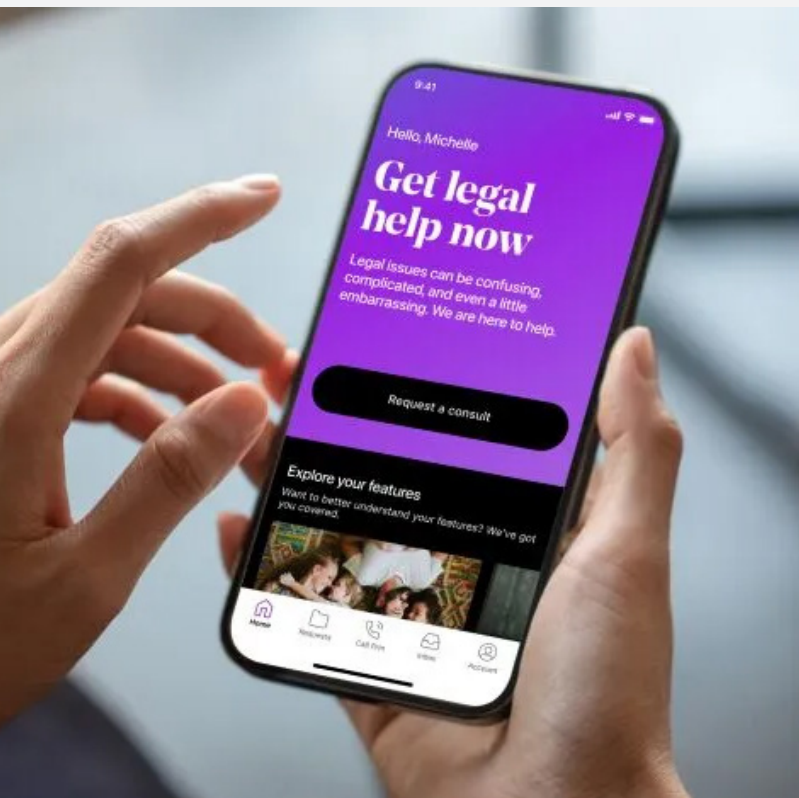 9:41
Hello, Michelle
Get legal
help now
Legal issues can be confusing,
complicated, and even a little
embarrassing. We are here to help.
Request a consult
Explore your features
Want to better understand your features? We've got
you covered.
Home Requests Call Firm Inbox Account